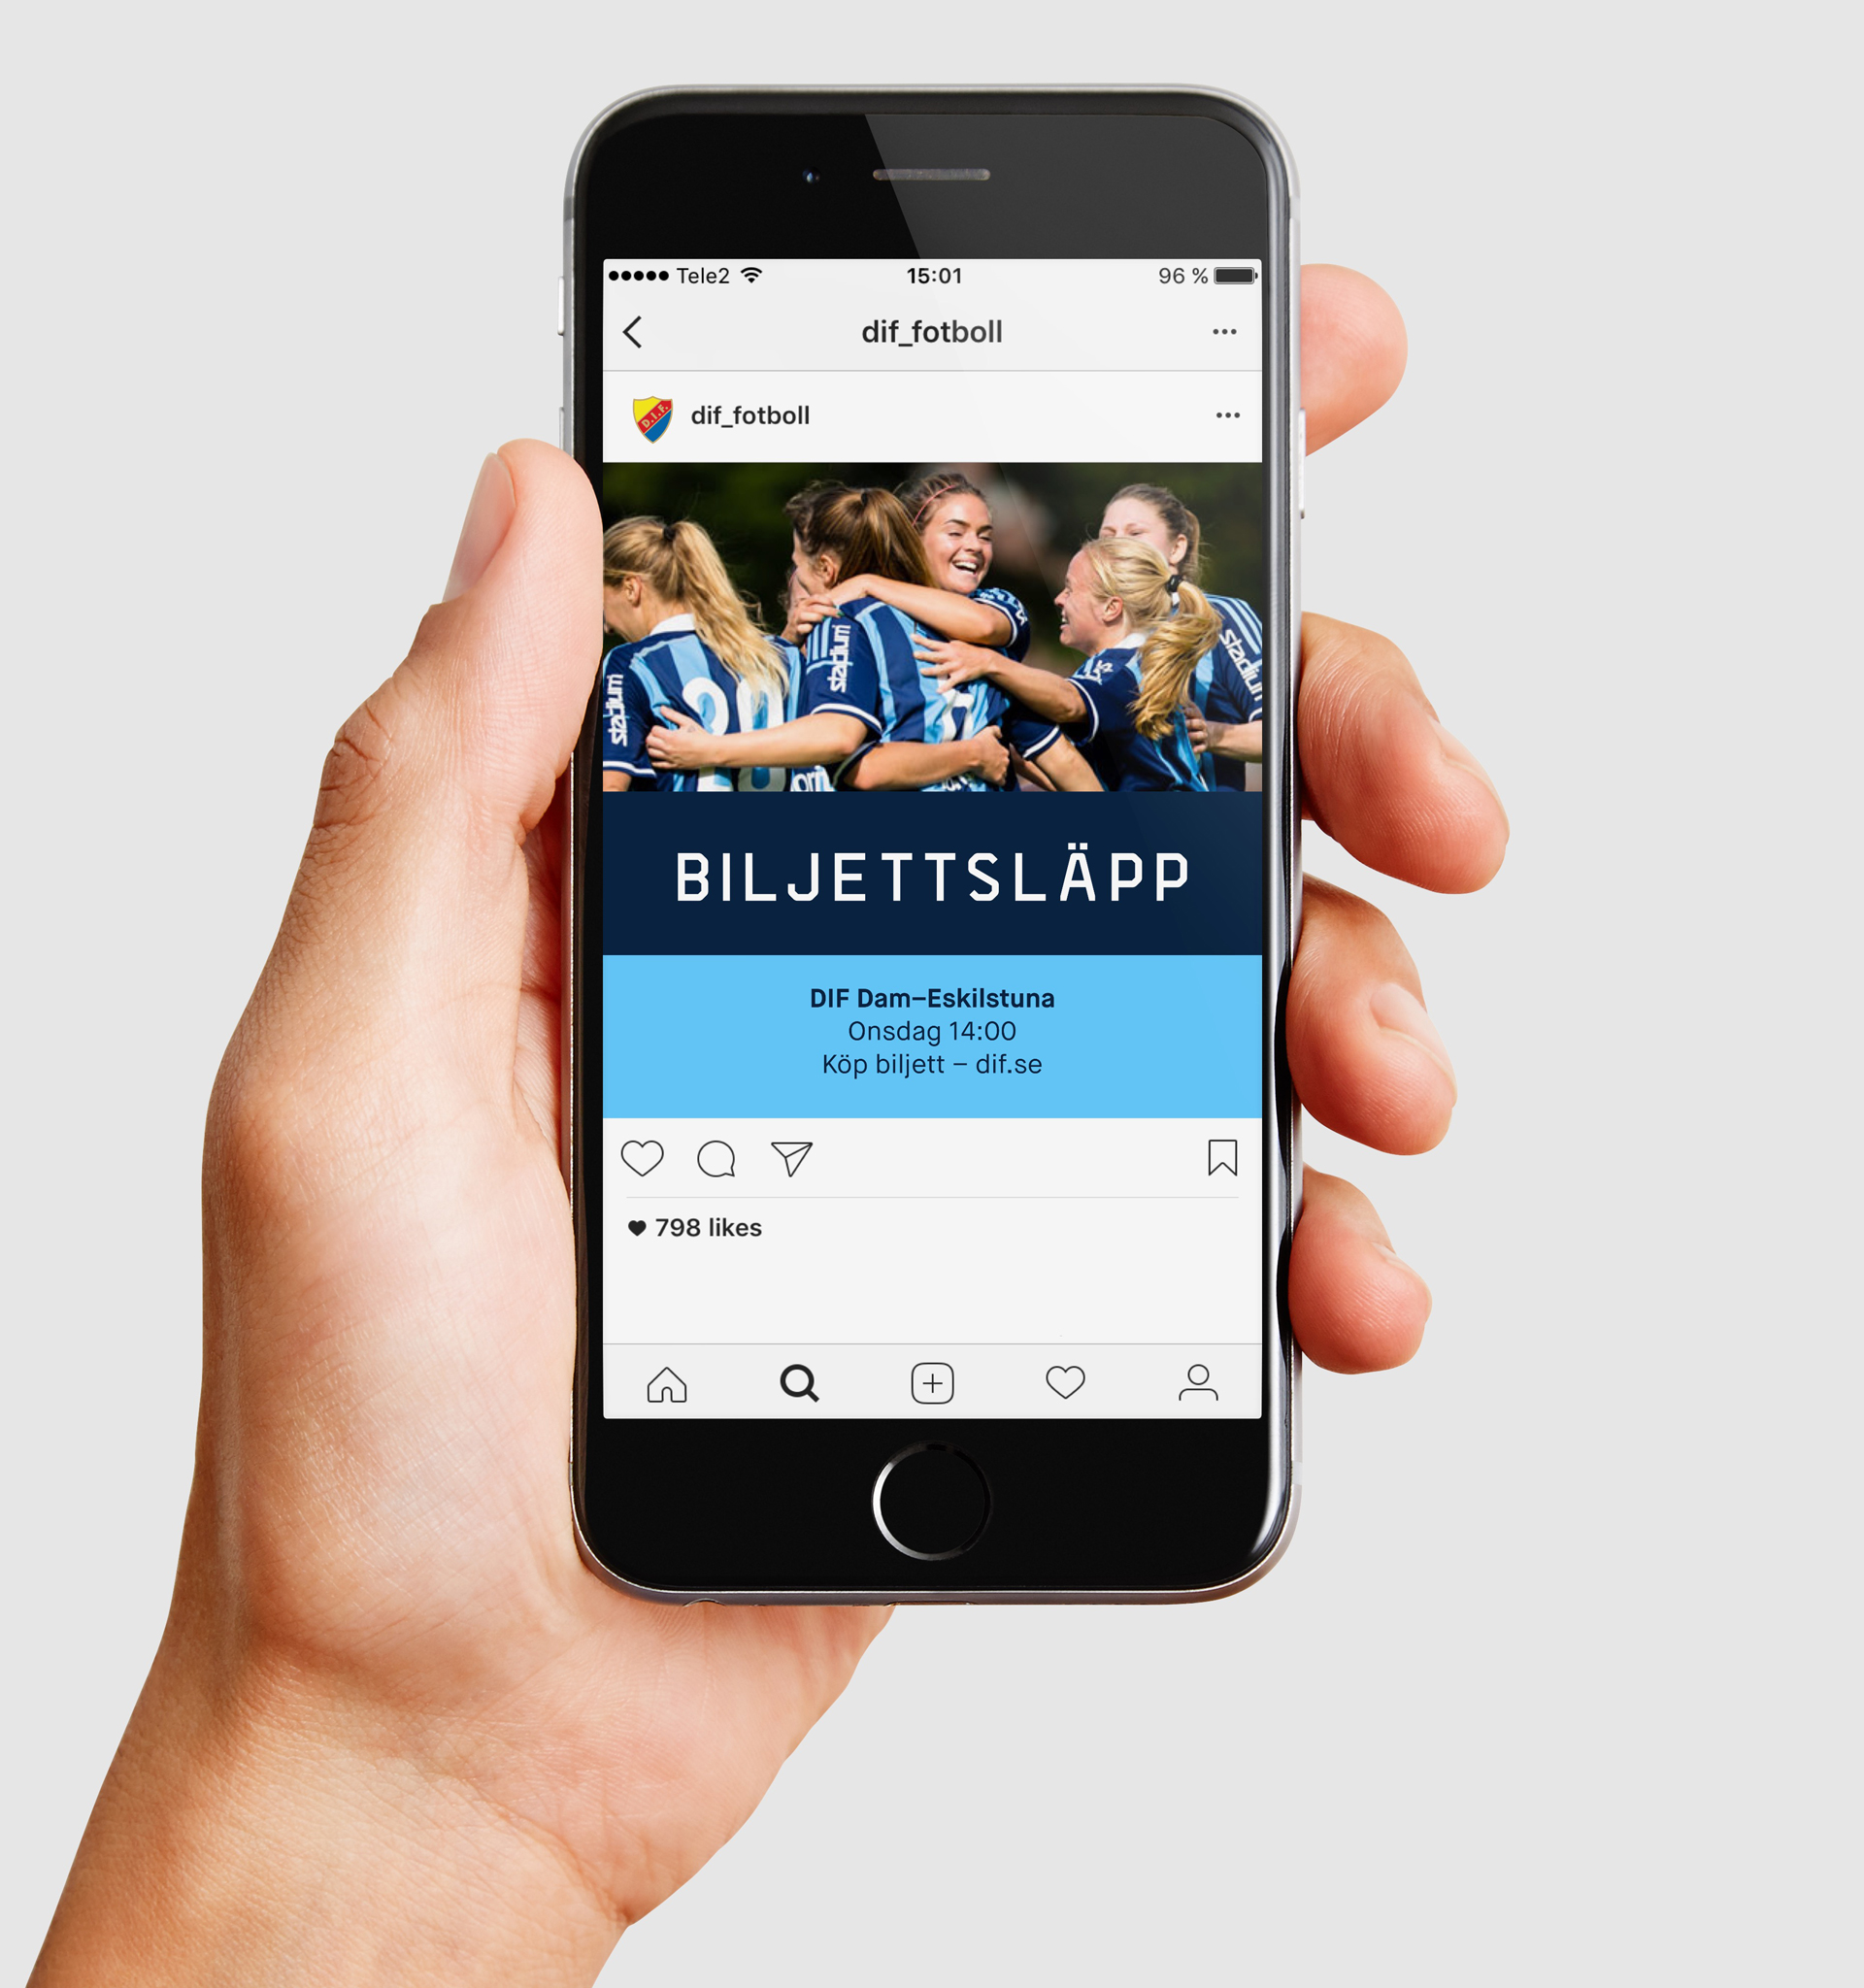 Tele2 15:01 96 %
dif_fotboll
D.I.F.
dif_fotboll
stadium
stadium
stadium
20
BILJETTSLÄPP
DIF Dam–Eskilstuna
Onsdag 14:00
Köp biljett – dif.se
798 likes